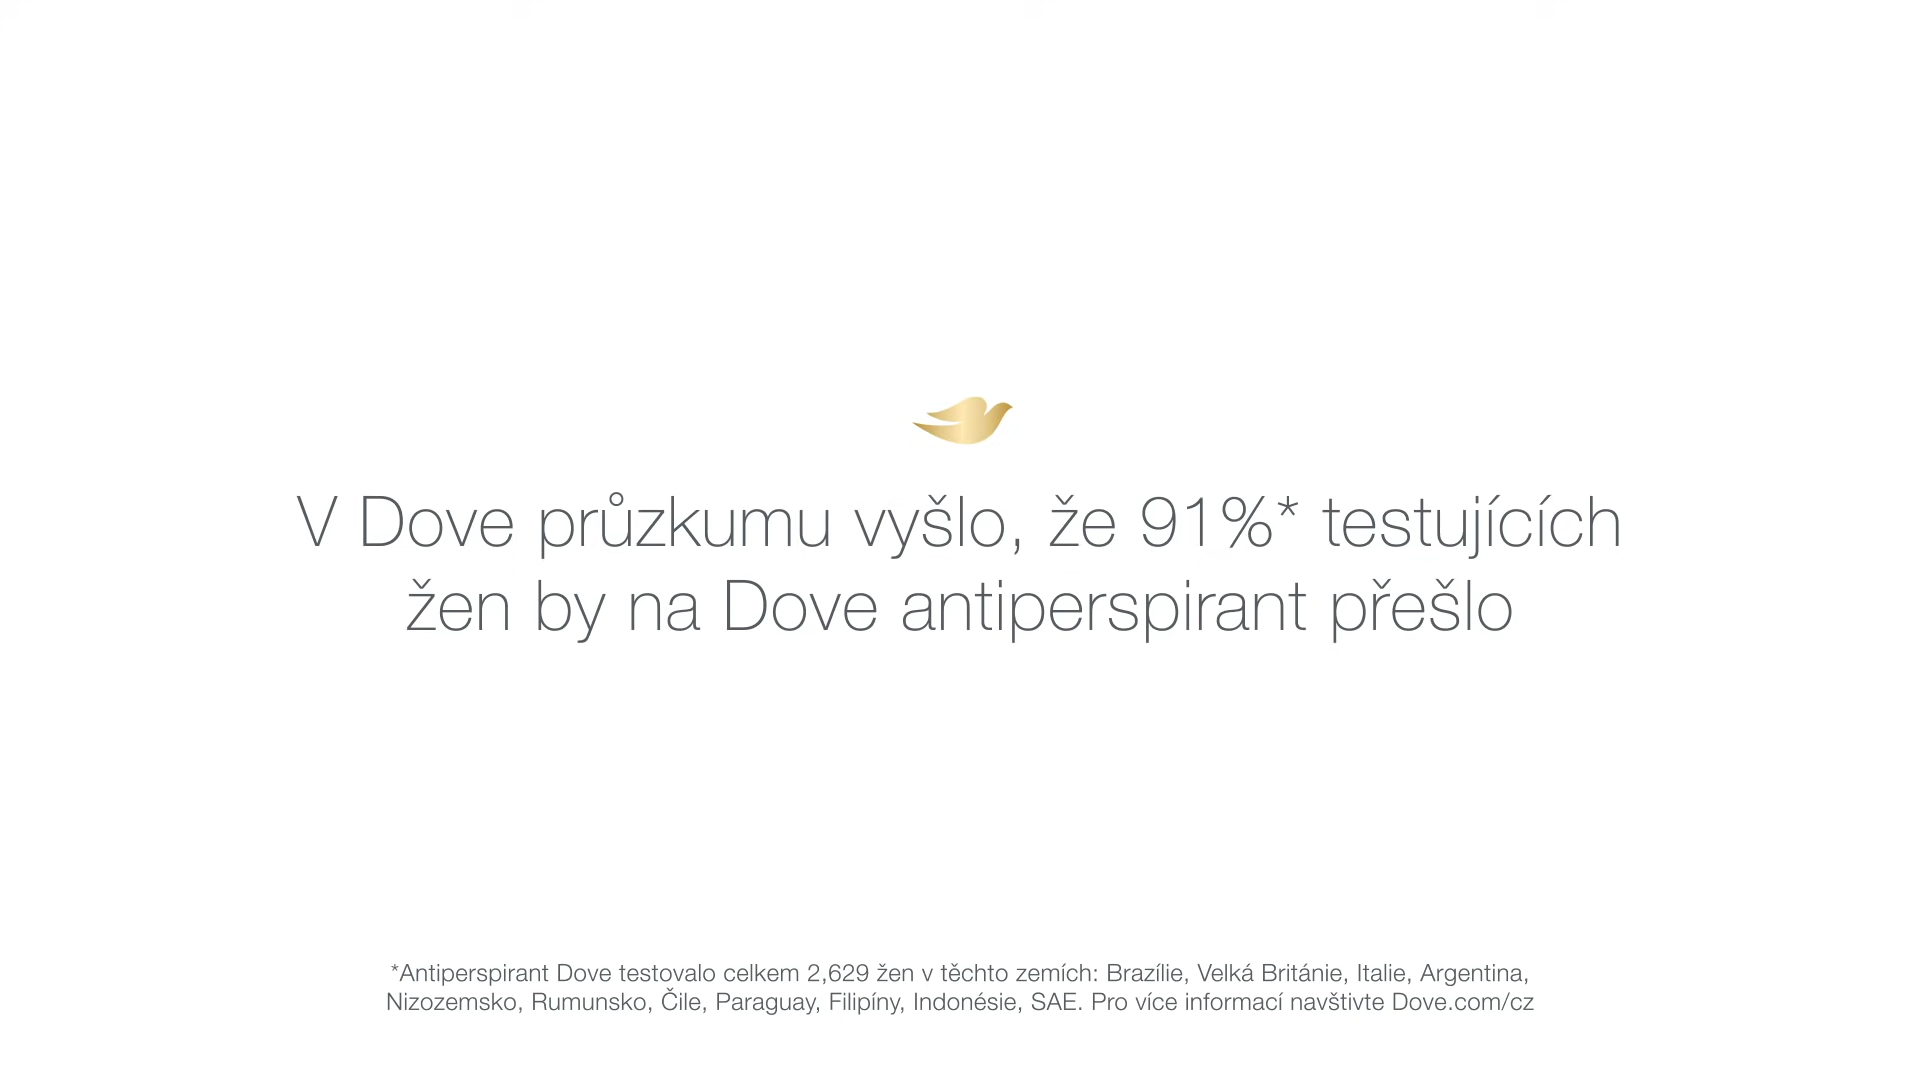 V Dove průzkumu vyšlo, že 91%* testujících
žen by na Dove antiperspirant přešlo
*Antiperspirant Dove testovalo celkem 2,629 žen v těchto zemích: Brazílie, Velká Británie, Italie, Argentina,
Nizozemsko, Rumunsko, Čile, Paraguay, Filipíny, Indonésie, SAE. Pro více informací navštivte Dove.com/cz